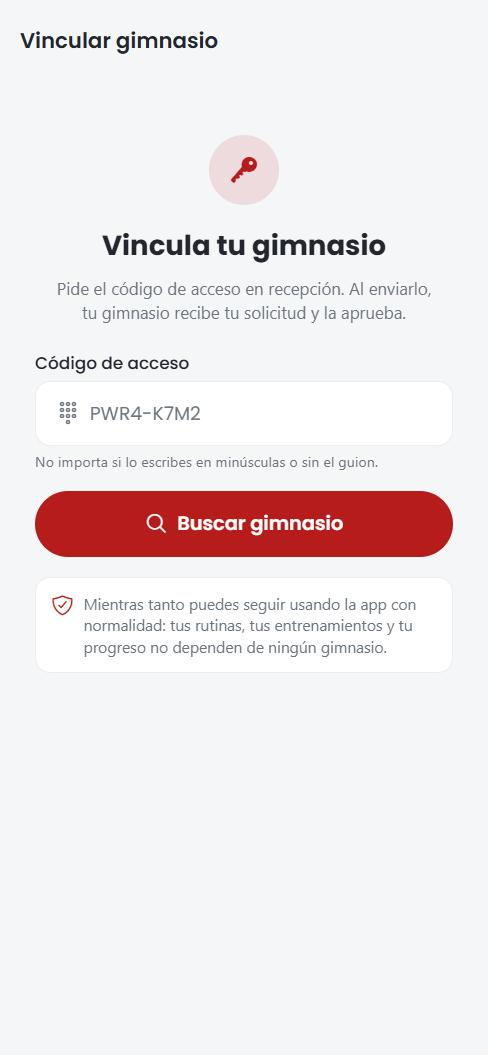 Vincular gimnasio
Vincula tu gimnasio
Pide el código de acceso en recepción. Al enviarlo,
tu gimnasio recibe tu solicitud y la aprueba.
Código de acceso
PWR4-K7M2
No importa si lo escribes en minúsculas o sin el guion.
Buscar gimnasio
Mientras tanto puedes seguir usando la app con
normalidad: tus rutinas, tus entrenamientos y tu
progreso no dependen de ningún gimnasio.